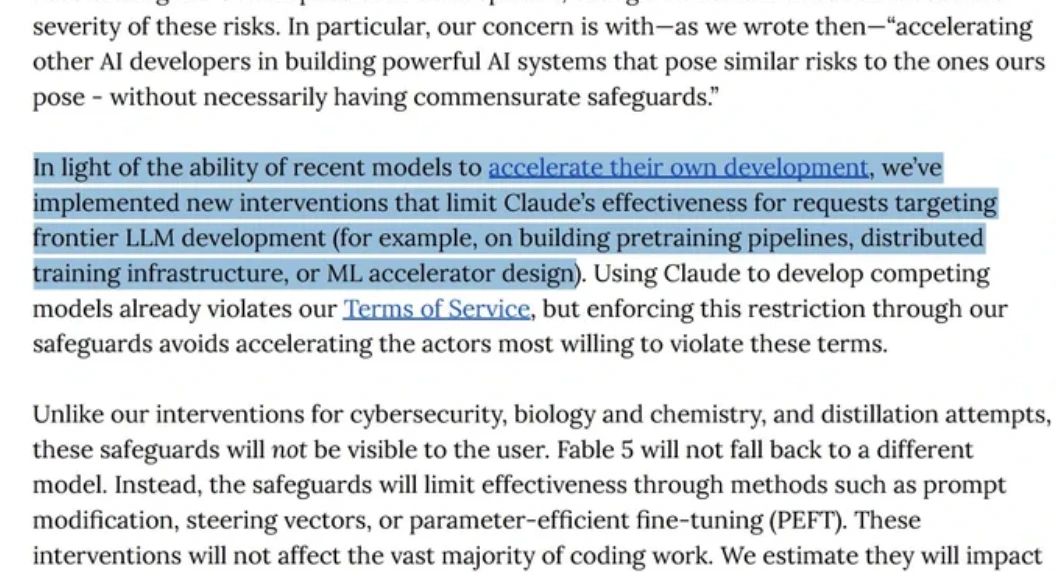 severity of these risks. In particular, our concern is with—as we wrote then—“accelerating
other AI developers in building powerful AI systems that pose similar risks to the ones ours
pose - without necessarily having commensurate safeguards.”
In light of the ability of recent models to accelerate their own development, we’ve
implemented new interventions that limit Claude’s effectiveness for requests targeting
frontier LLM development (for example, on building pretraining pipelines, distributed
training infrastructure, or ML accelerator design). Using Claude to develop competing
models already violates our Terms of Service, but enforcing this restriction through our
safeguards avoids accelerating the actors most willing to violate these terms.
Unlike our interventions for cybersecurity, biology and chemistry, and distillation attempts,
these safeguards will not be visible to the user. Fable 5 will not fall back to a different
model. Instead, the safeguards will limit effectiveness through methods such as prompt
modification, steering vectors, or parameter-efficient fine-tuning (PEFT). These
interventions will not affect the vast majority of coding work. We estimate they will impact